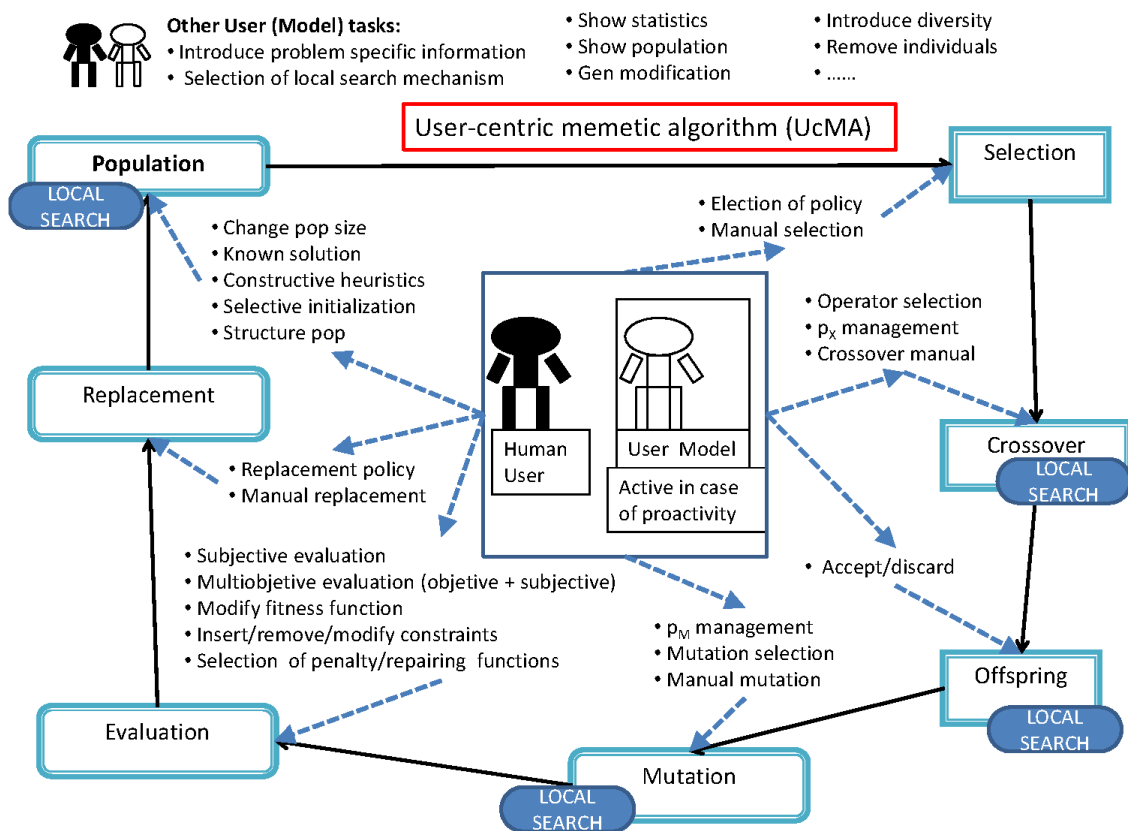 Other User (Model) tasks:
• Introduce problem specific information
• Selection of local search mechanism
• Show statistics
• Show population
• Gen modification
• Introduce diversity
• Remove individuals
• ......
User-centric memetic algorithm (UcMA)
Population
LOCAL
SEARCH
Selection
• Election of policy
• Manual selection
• Change pop size
• Known solution
• Constructive heuristics
• Selective initialization
• Structure pop
• Operator selection
• pX management
• Crossover manual
Replacement
Human
User
User Model
Active in case
of proactivity
Crossover
LOCAL
SEARCH
• Replacement policy
• Manual replacement
• Subjective evaluation
• Multiobjetive evaluation (objetive + subjective)
• Modify fitness function
• Insert/remove/modify constraints
• Selection of penalty/repairing functions
• Accept/discard
• pM management
• Mutation selection
• Manual mutation
Offspring
LOCAL
SEARCH
Evaluation
Mutation
LOCAL
SEARCH